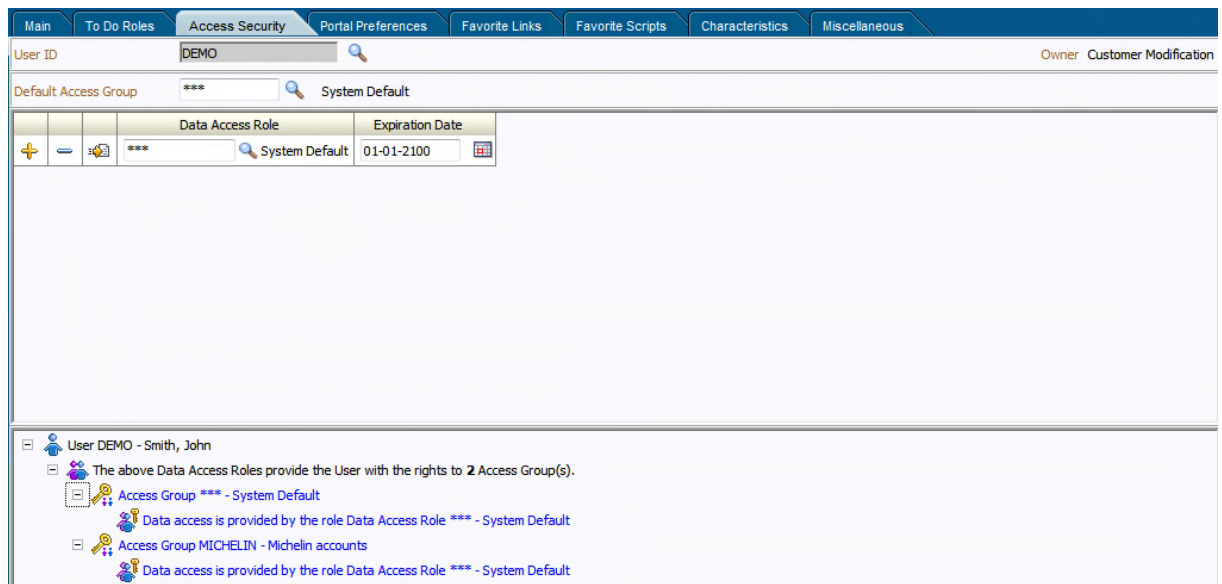 Main To Do Roles Access Security Portal Preferences Favorite Links Favorite Scripts Characteristics Miscellaneous
User ID DEMO Owner Customer Modification
Default Access Group *** System Default
Data Access Role Expiration Date
*** System Default 01-01-2100
User DEMO - Smith, John
The above Data Access Roles provide the User with the rights to 2 Access Group(s).
Access Group *** - System Default
Data access is provided by the role Data Access Role *** - System Default
Access Group MICHELIN - Michelin accounts
Data access is provided by the role Data Access Role *** - System Default